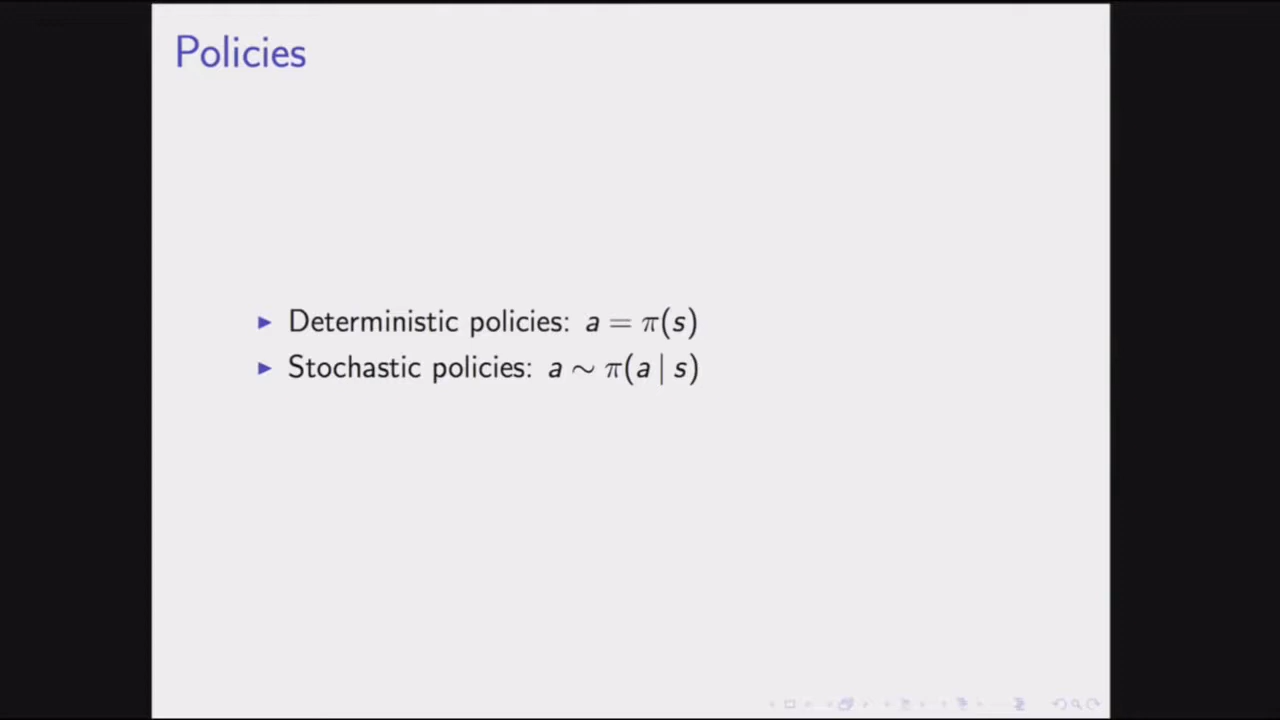 Policies
▶ Deterministic policies: a = π(s)
▶ Stochastic policies: a ∼ π(a | s)